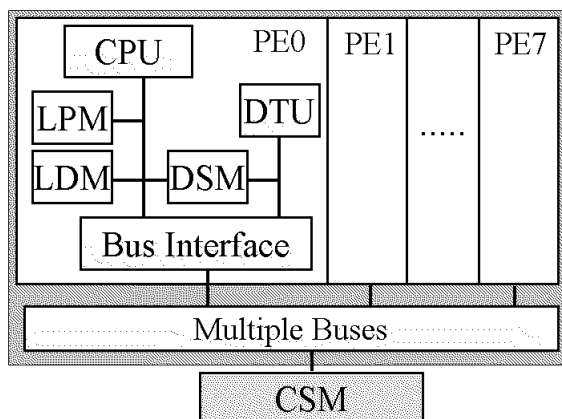 CPU
PE0
PE1
PE7
LPM
DTU
.....
LDM
DSM
Bus Interface
Multiple Buses
CSM